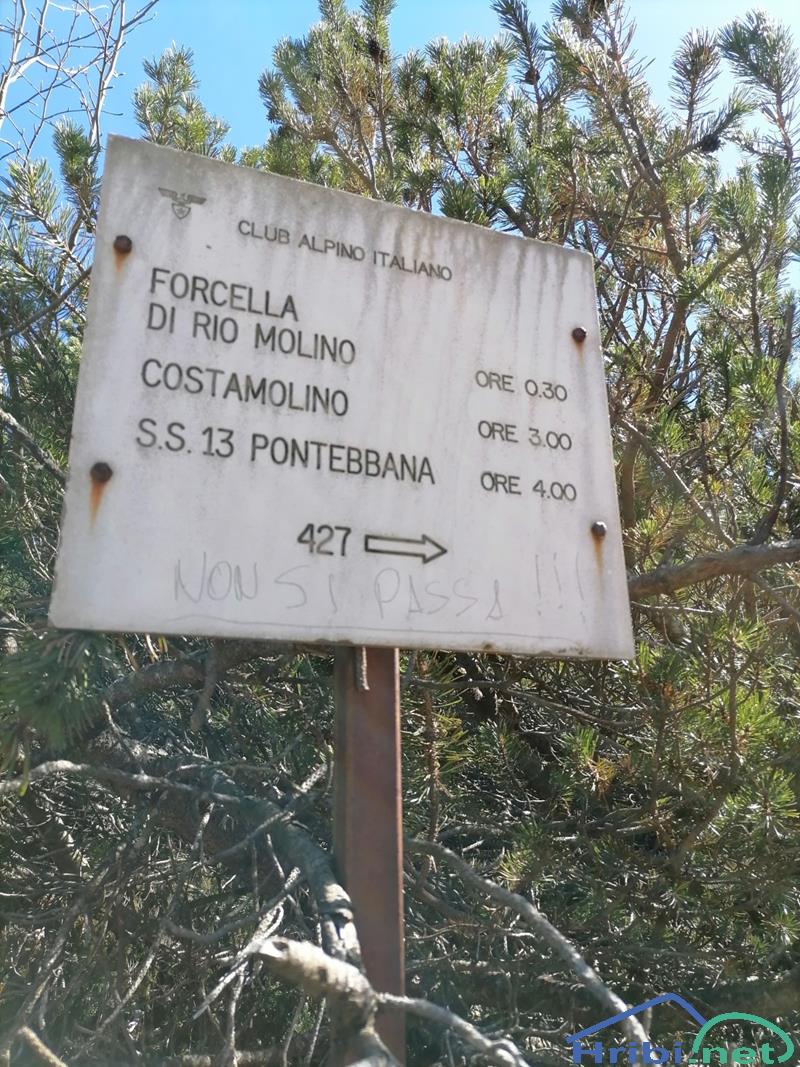 CLUB ALPINO ITALIANO
FORCELLA
DI RIO MOLINO ORE 0.30
COSTAMOLINO ORE 3.00
S.S. 13 PONTEBBANA ORE 4.00
427
NON SI PASSA !!!
Hribi.net